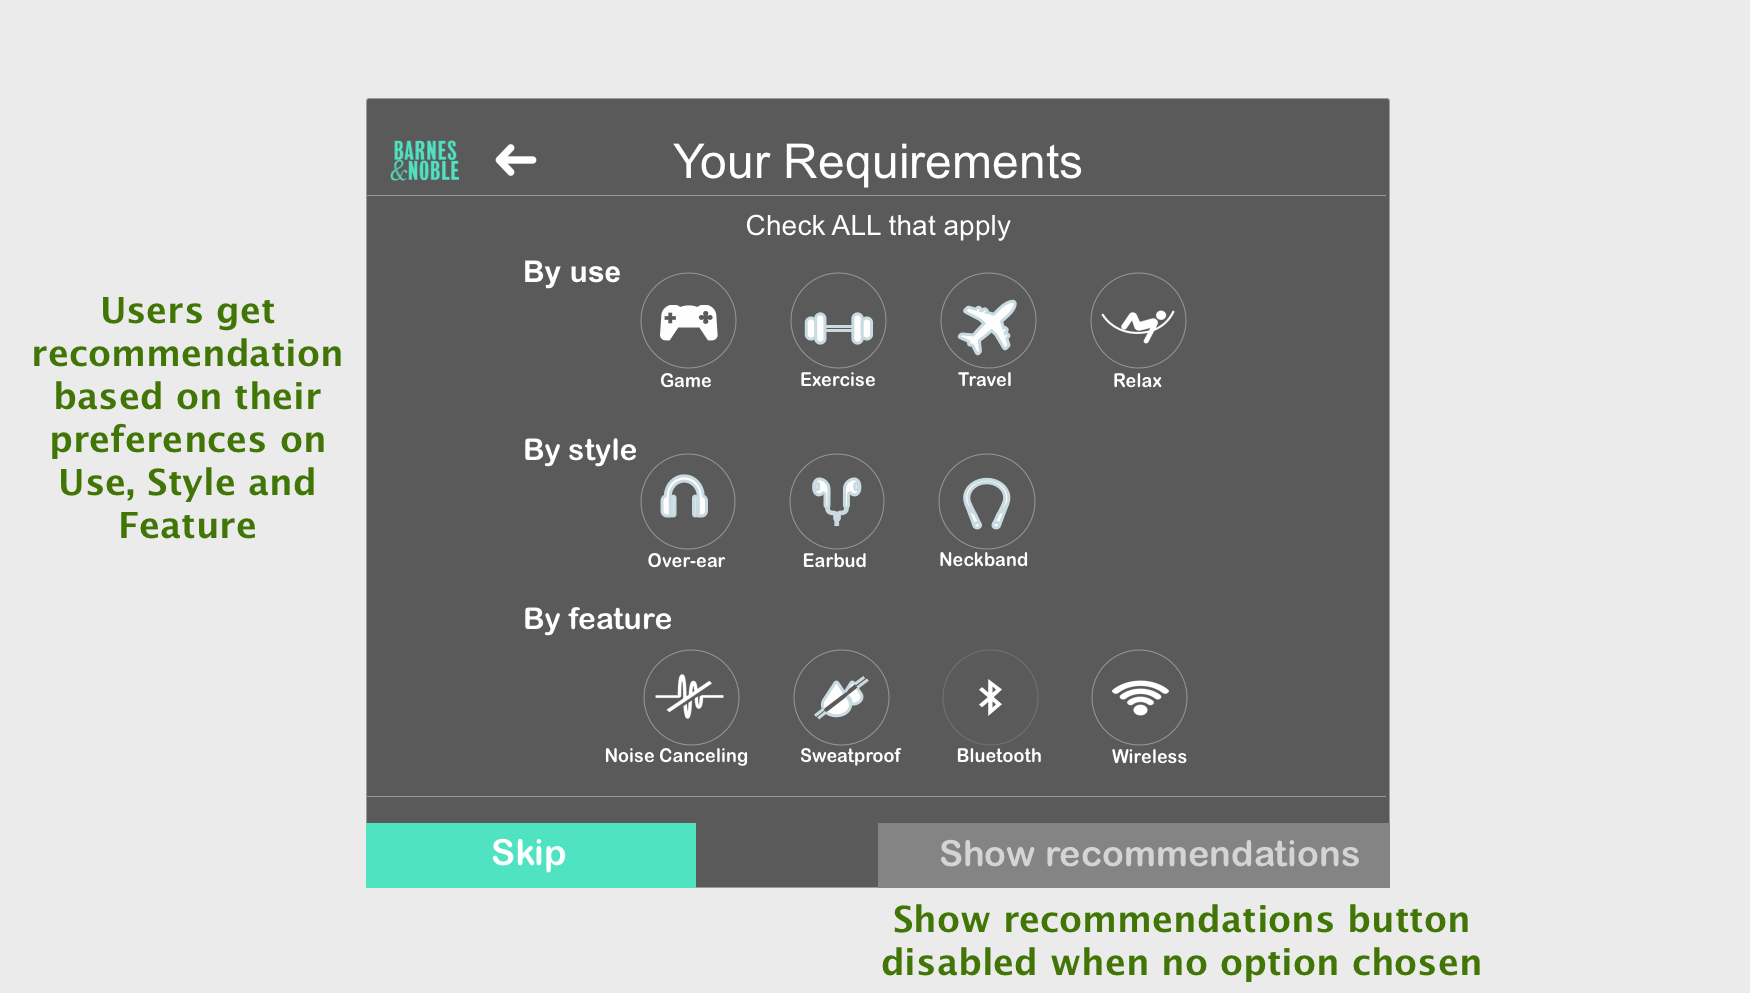 BARNES
&NOBLE
Your Requirements
Check ALL that apply
By use
Game
Exercise
Travel
Relax
Users get
recommendation
based on their
preferences on
Use, Style and
Feature
By style
Over-ear
Earbud
Neckband
By feature
Noise Canceling
Sweatproof
Bluetooth
Wireless
Skip
Show recommendations
Show recommendations button
disabled when no option chosen